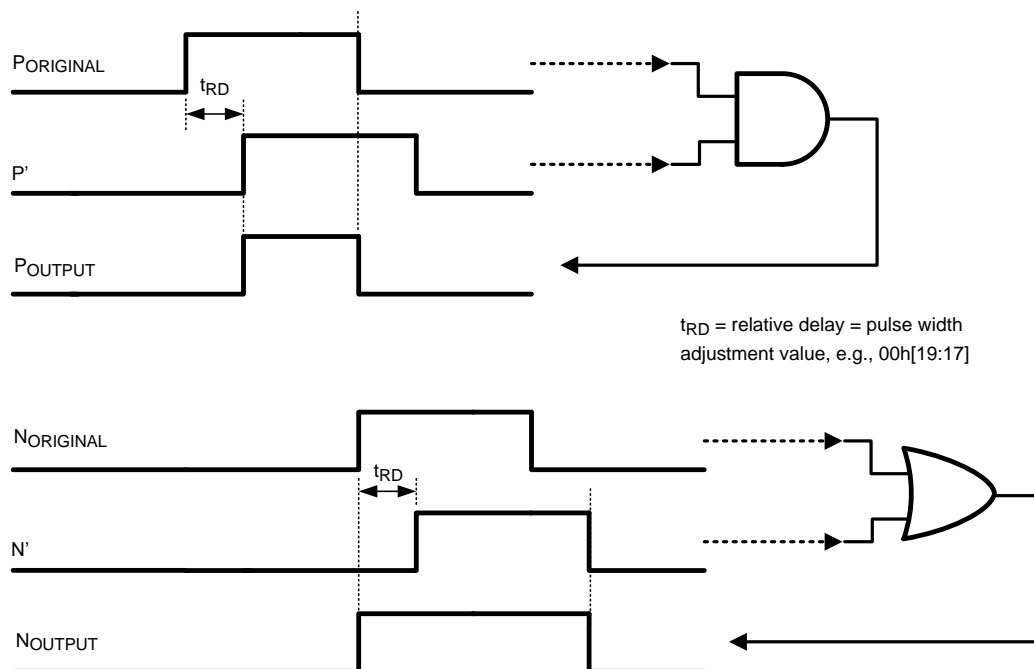 PORIGINAL
tRD
P’
POUTPUT
tRD = relative delay = pulse width
adjustment value, e.g., 00h[19:17]
NORIGINAL
tRD
N’
NOUTPUT